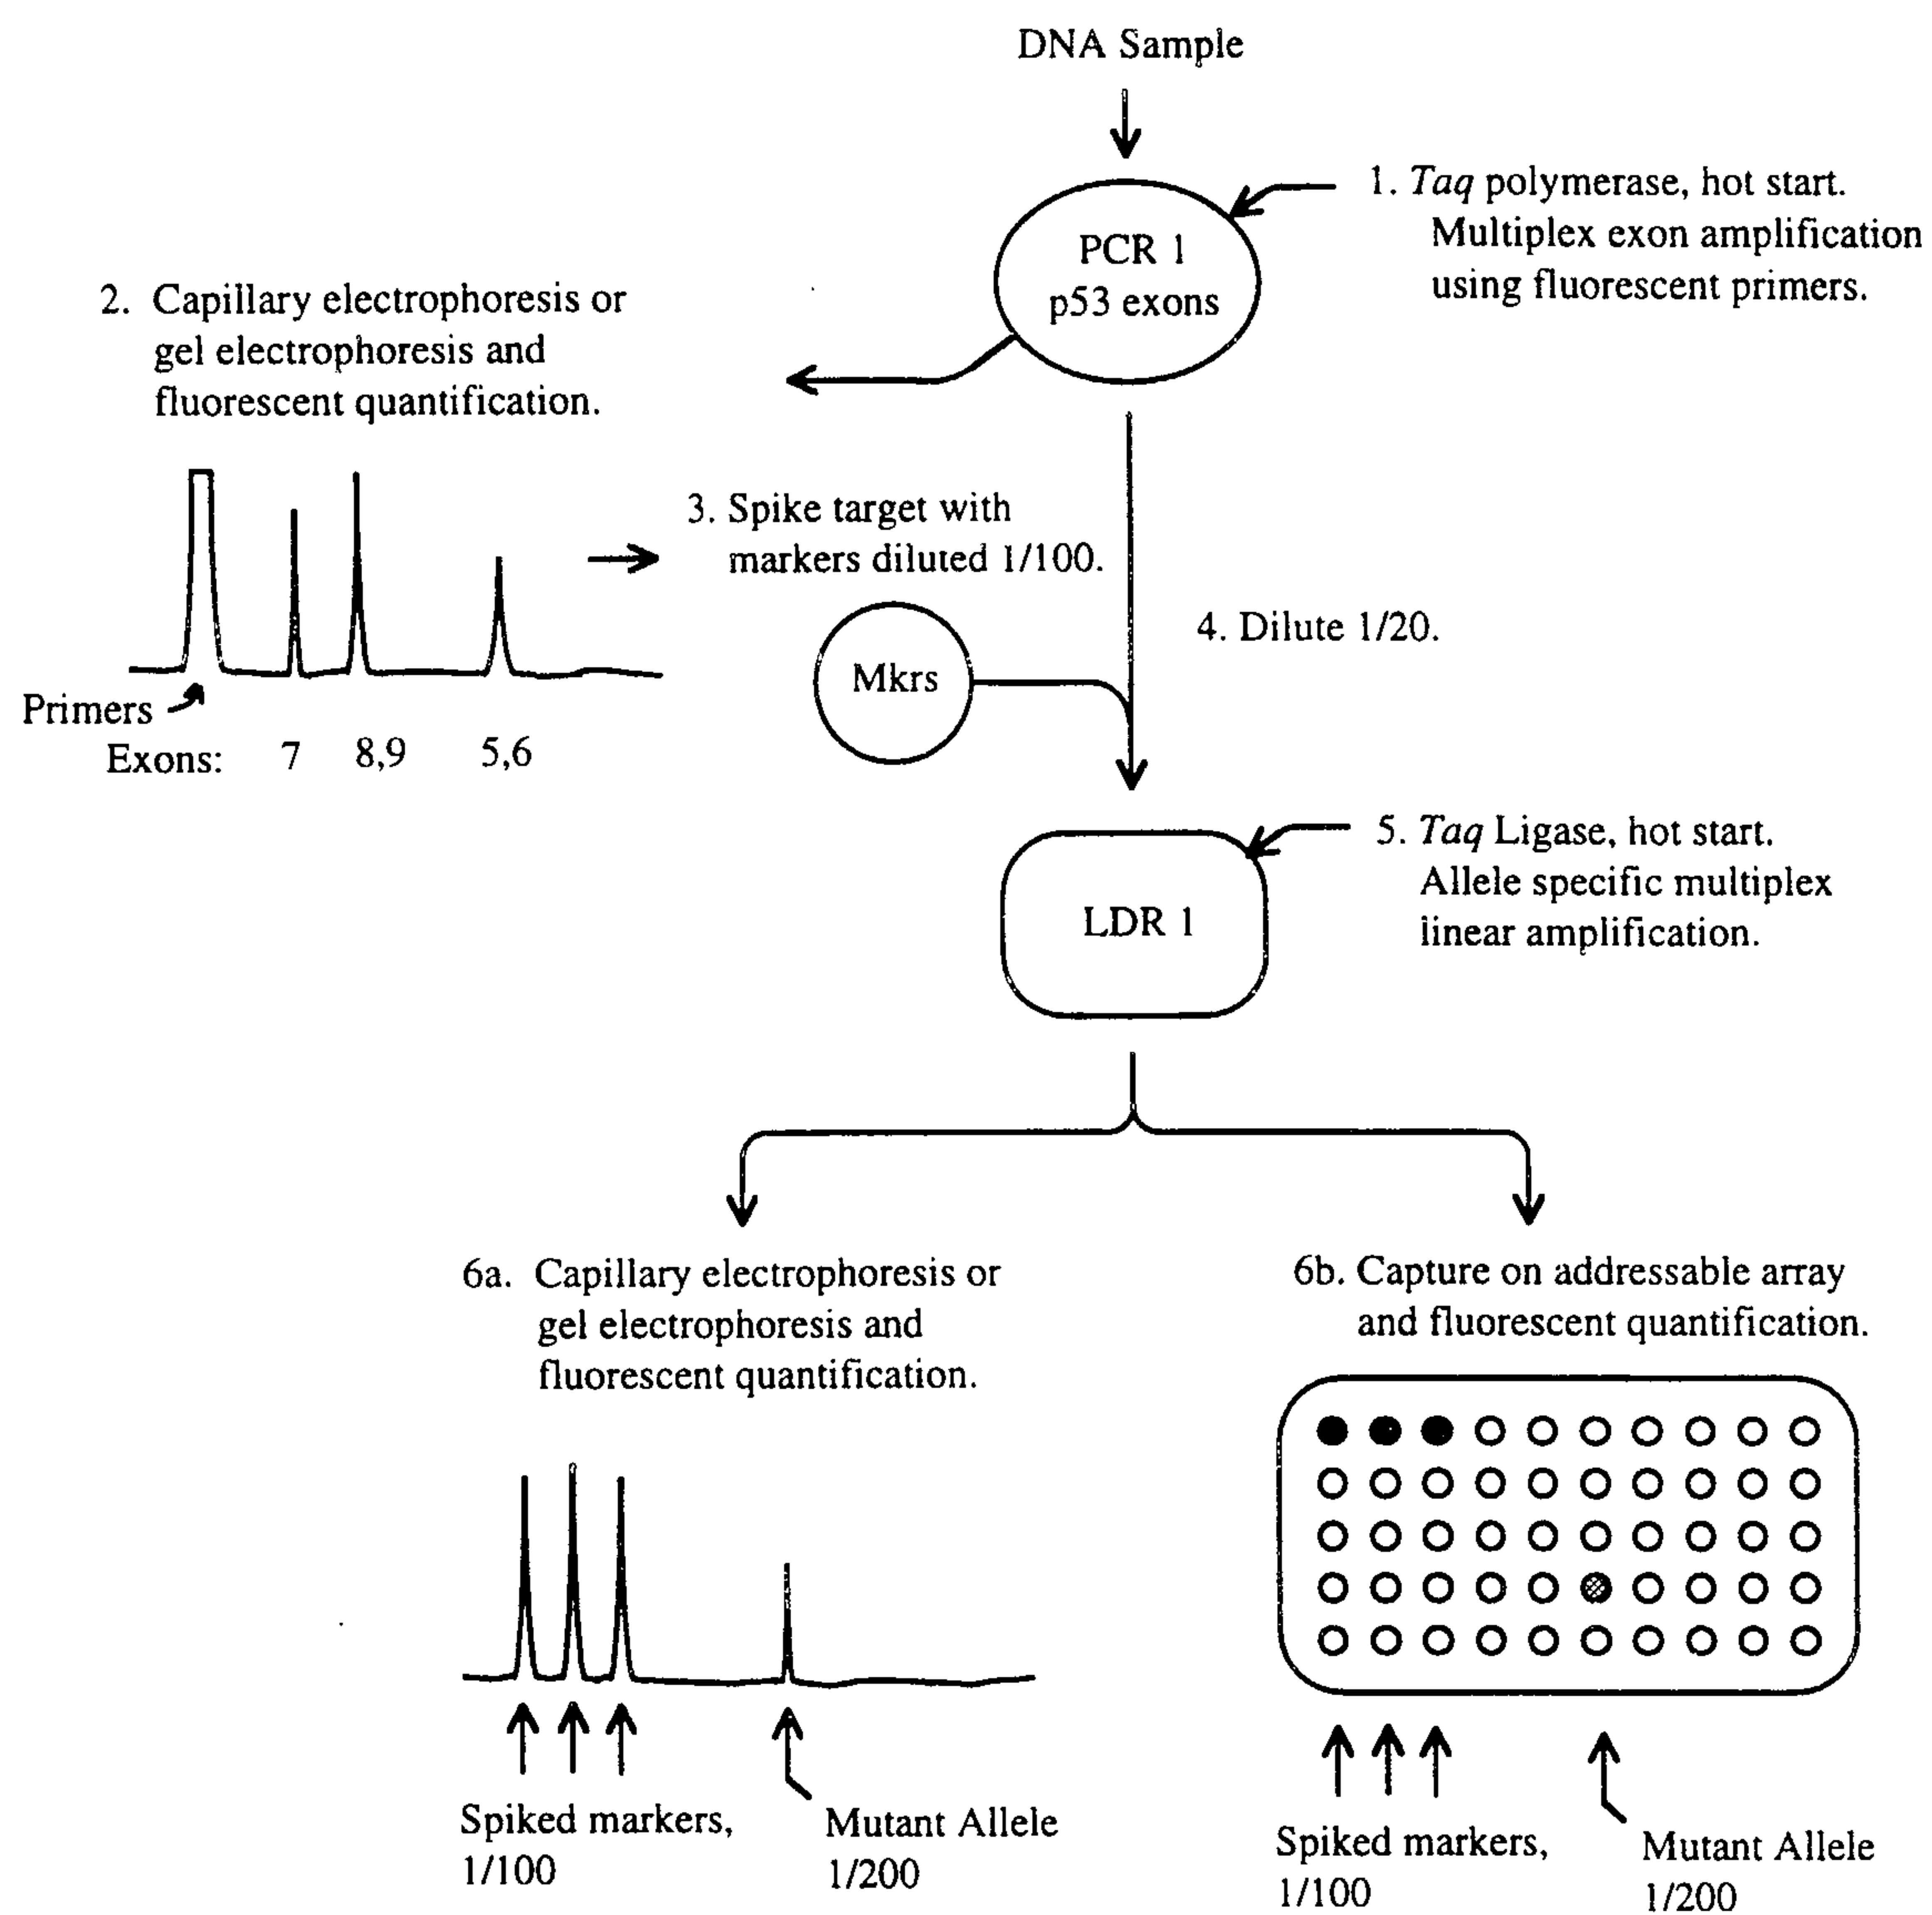 DNA Sample
1. Taq polymerase, hot start.
Multiplex exon amplification
using fluorescent primers.
PCR 1
p53 exons
2. Capillary electrophoresis or
gel electrophoresis and
fluorescent quantification.
3. Spike target with
markers diluted 1/100.
4. Dilute 1/20.
Mkrs
Primers
Exons: 7 8,9 5,6
5. Taq Ligase, hot start.
Allele specific multiplex
linear amplification.
LDR 1
6a. Capillary electrophoresis or
gel electrophoresis and
fluorescent quantification.
6b. Capture on addressable array
and fluorescent quantification.
Spiked markers,
1/100
Mutant Allele
1/200
Spiked markers,
1/100
Mutant Allele
1/200